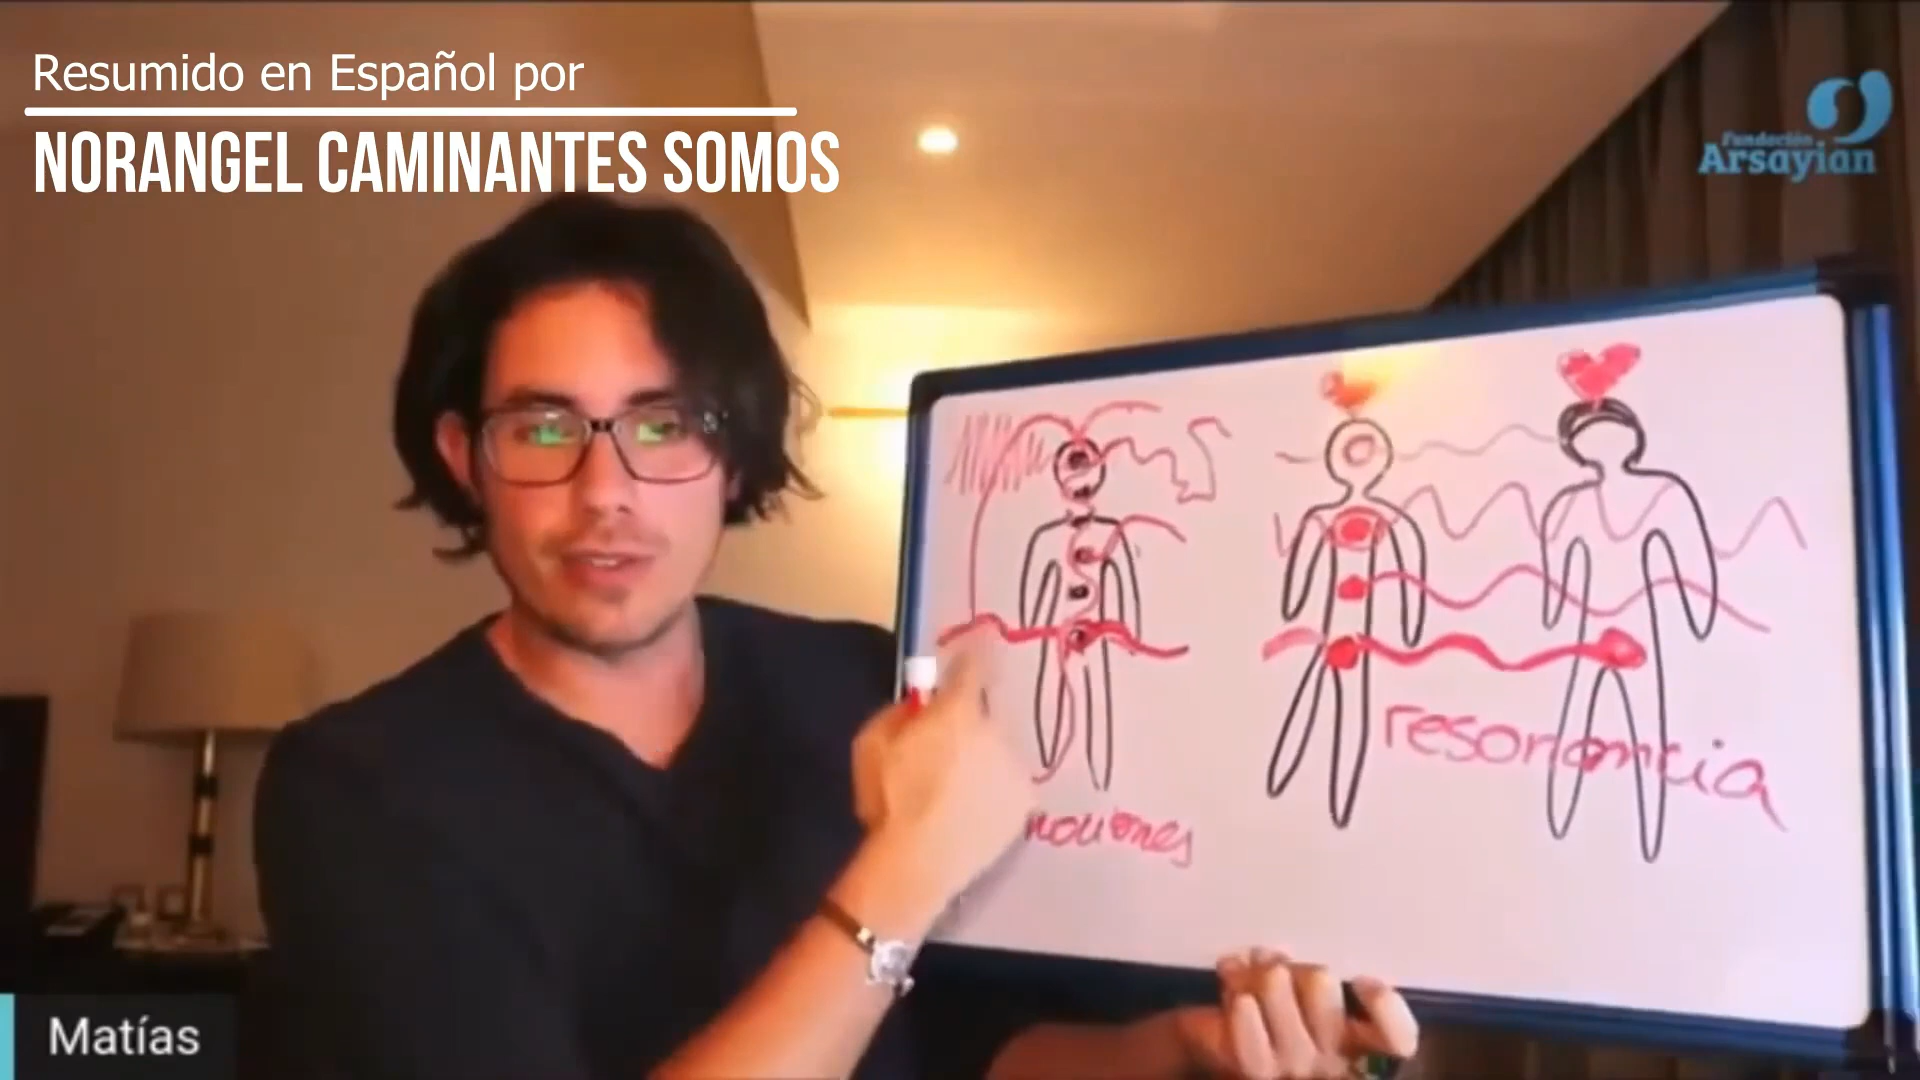 Resumido en Español por
NORANGEL CAMINANTES SOMOS
Fundación
Arsayian
resonancia
Matías